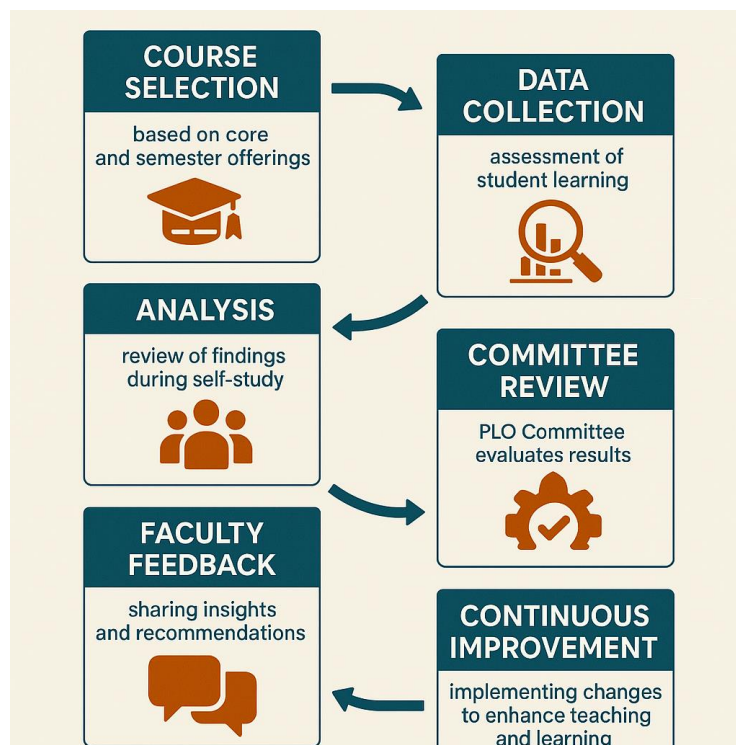 COURSE
SELECTION
based on core
and semester offerings
DATA
COLLECTION
assessment of
student learning
ANALYSIS
review of findings
during self-study
COMMITTEE
REVIEW
PLO Committee
evaluates results
FACULTY
FEEDBACK
sharing insights
and recommendations
CONTINUOUS
IMPROVEMENT
implementing changes
to enhance teaching
and learning